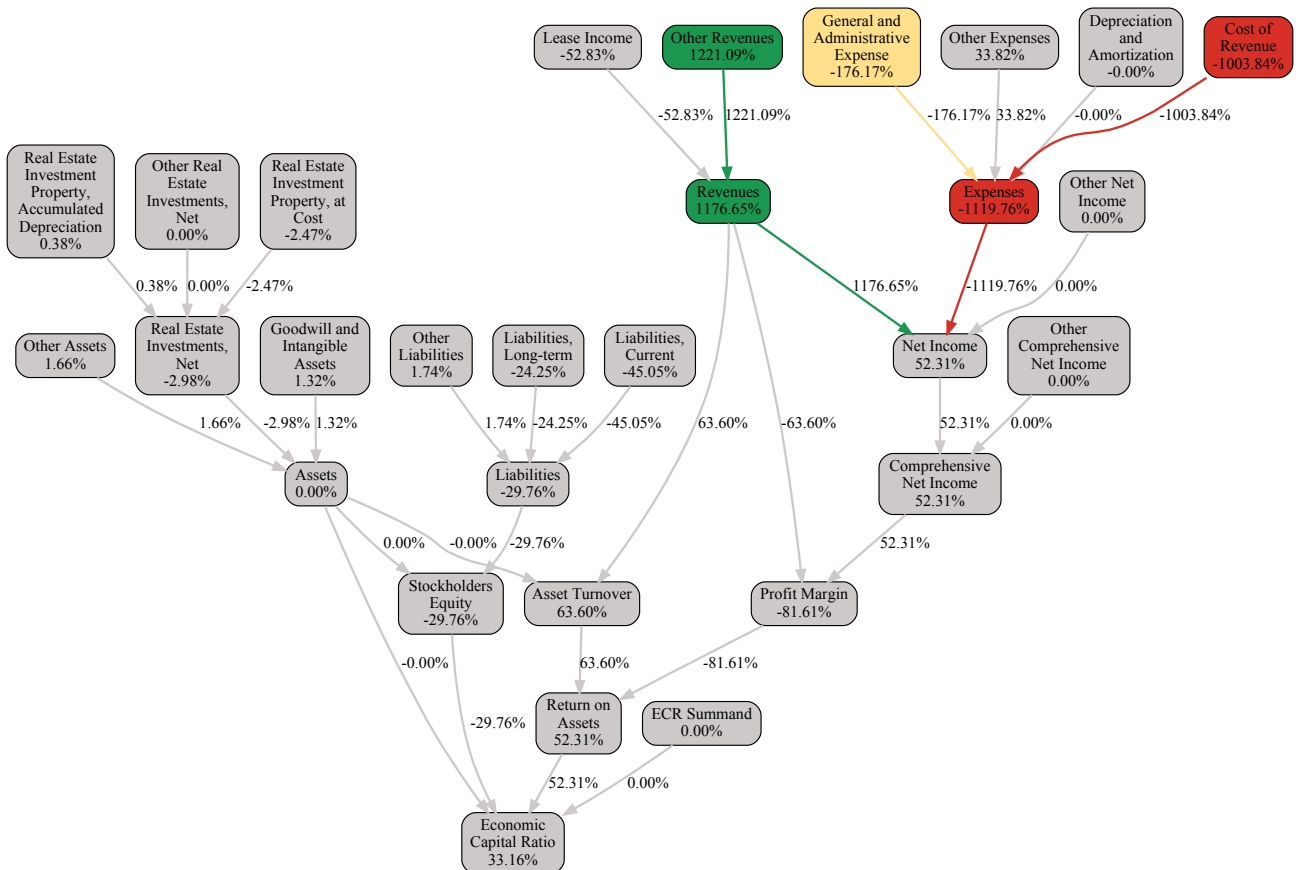 Lease Income
-52.83%
Other Revenues
1221.09%
General and
Administrative
Expense
-176.17%
Other Expenses
33.82%
Depreciation
and
Amortization
-0.00%
Cost of
Revenue
-1003.84%
-52.83%
1221.09%
-176.17%
33.82%
-0.00%
-1003.84%
Real Estate
Investment
Property,
Accumulated
Depreciation
0.38%
Other Real
Estate
Investments,
Net
0.00%
Real Estate
Investment
Property, at
Cost
-2.47%
Revenues
1176.65%
Expenses
-1119.76%
Other Net
Income
0.00%
0.38%
0.00%
-2.47%
1176.65%
-1119.76%
0.00%
Other Assets
1.66%
Real Estate
Investments,
Net
-2.98%
Goodwill and
Intangible
Assets
1.32%
Other
Liabilities
1.74%
Liabilities,
Long-term
-24.25%
Liabilities,
Current
-45.05%
Net Income
52.31%
Other
Comprehensive
Net Income
0.00%
1.66%
-2.98%
1.32%
1.74%
-24.25%
-45.05%
63.60%
-63.60%
52.31%
0.00%
Assets
0.00%
Liabilities
-29.76%
Comprehensive
Net Income
52.31%
0.00%
-0.00%
-29.76%
52.31%
Stockholders
Equity
-29.76%
Asset Turnover
63.60%
Profit Margin
-81.61%
-0.00%
63.60%
-81.61%
-29.76%
Return on
Assets
52.31%
ECR Summand
0.00%
52.31%
0.00%
Economic
Capital Ratio
33.16%